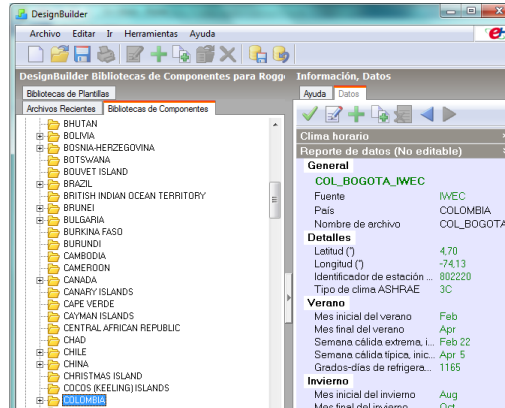 DesignBuilder
Archivo Editar Ir Herramientas Ayuda
DesignBuilder Bibliotecas de Componentes para Rogg
Bibliotecas de Plantillas
Archivos Recientes Bibliotecas de Componentes
BHUTAN
BOLIVIA
BOSNIA-HERZEGOVINA
BOTSWANA
BOUVET ISLAND
BRAZIL
BRITISH INDIAN OCEAN TERRITORY
BRUNEI
BULGARIA
BURKINA FASO
BURUNDI
CAMBODIA
CAMEROON
CANADA
CANARY ISLANDS
CAPE VERDE
CAYMAN ISLANDS
CENTRAL AFRICAN REPUBLIC
CHAD
CHILE
CHINA
CHRISTMAS ISLAND
COCOS (KEELING) ISLANDS
COLOMBIA
Información, Datos
Ayuda Datos
Clima horario
Reporte de datos (No editable)
General
COL_BOGOTA_IWEC
Fuente IWEC
País COLOMBIA
Nombre de archivo COL_BOGOTA
Detalles
Latitud (°) 4,70
Longitud (°) -74,13
Identificador de estación ... 802220
Tipo de clima ASHRAE 3C
Verano
Mes inicial del verano Feb
Mes final del verano Apr
Semana cálida extrema, i... Feb 22
Semana cálida típica, inic... Apr 5
Grados-días de refrigera... 1165
Invierno
Mes inicial del invierno Aug
Mes final del invierno Oct